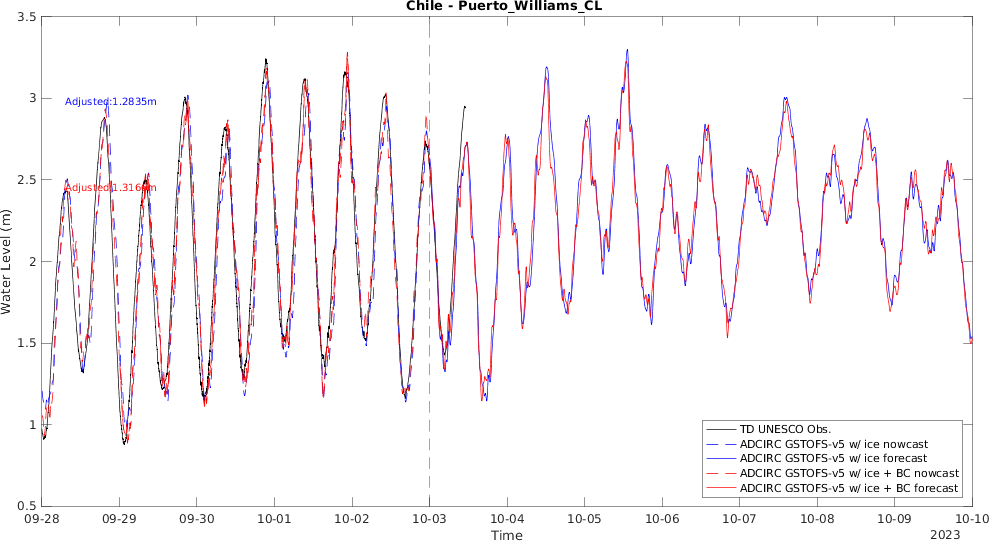 Chile - Puerto_Williams_CL
3.5
3
2.5
2
1.5
1
0.5
Water Level (m)
Adjusted:1.2835m
09-28
09-29
09-30
10-01
10-02
10-03
10-04
10-05
10-06
10-07
10-08
10-09
10-10
Time
2023
TD UNESCO Obs.
ADCIRC GSTOFS-v5 w/ ice nowcast
ADCIRC GSTOFS-v5 w/ ice forecast
ADCIRC GSTOFS-v5 w/ ice + BC nowcast
ADCIRC GSTOFS-v5 w/ ice + BC forecast